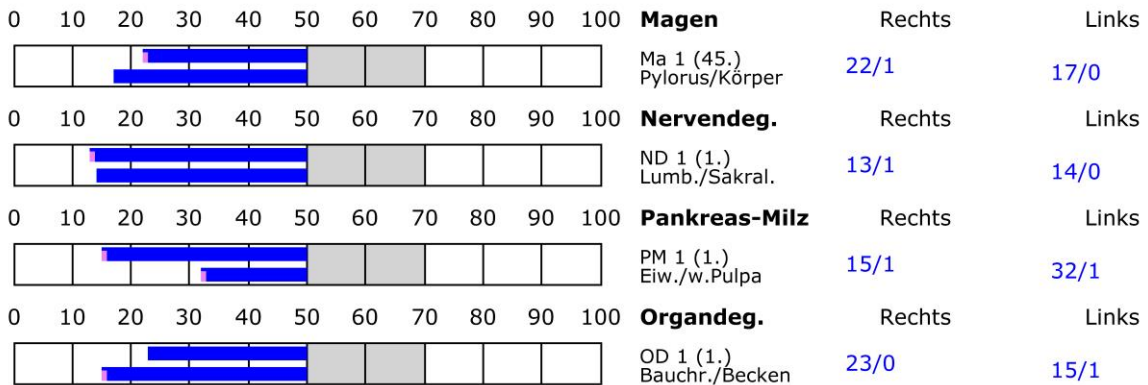 0 10 20 30 40 50 60 70 80 90 100 Magen Rechts Links
Ma 1 (45.)
Pylorus/Körper 22/1 17/0
0 10 20 30 40 50 60 70 80 90 100 Nervendeg. Rechts Links
ND 1 (1.)
Lumb./Sakral. 13/1 14/0
0 10 20 30 40 50 60 70 80 90 100 Pankreas-Milz Rechts Links
PM 1 (1.)
Eiw./w.Pulpa 15/1 32/1
0 10 20 30 40 50 60 70 80 90 100 Organdeg. Rechts Links
OD 1 (1.)
Bauchr./Becken 23/0 15/1